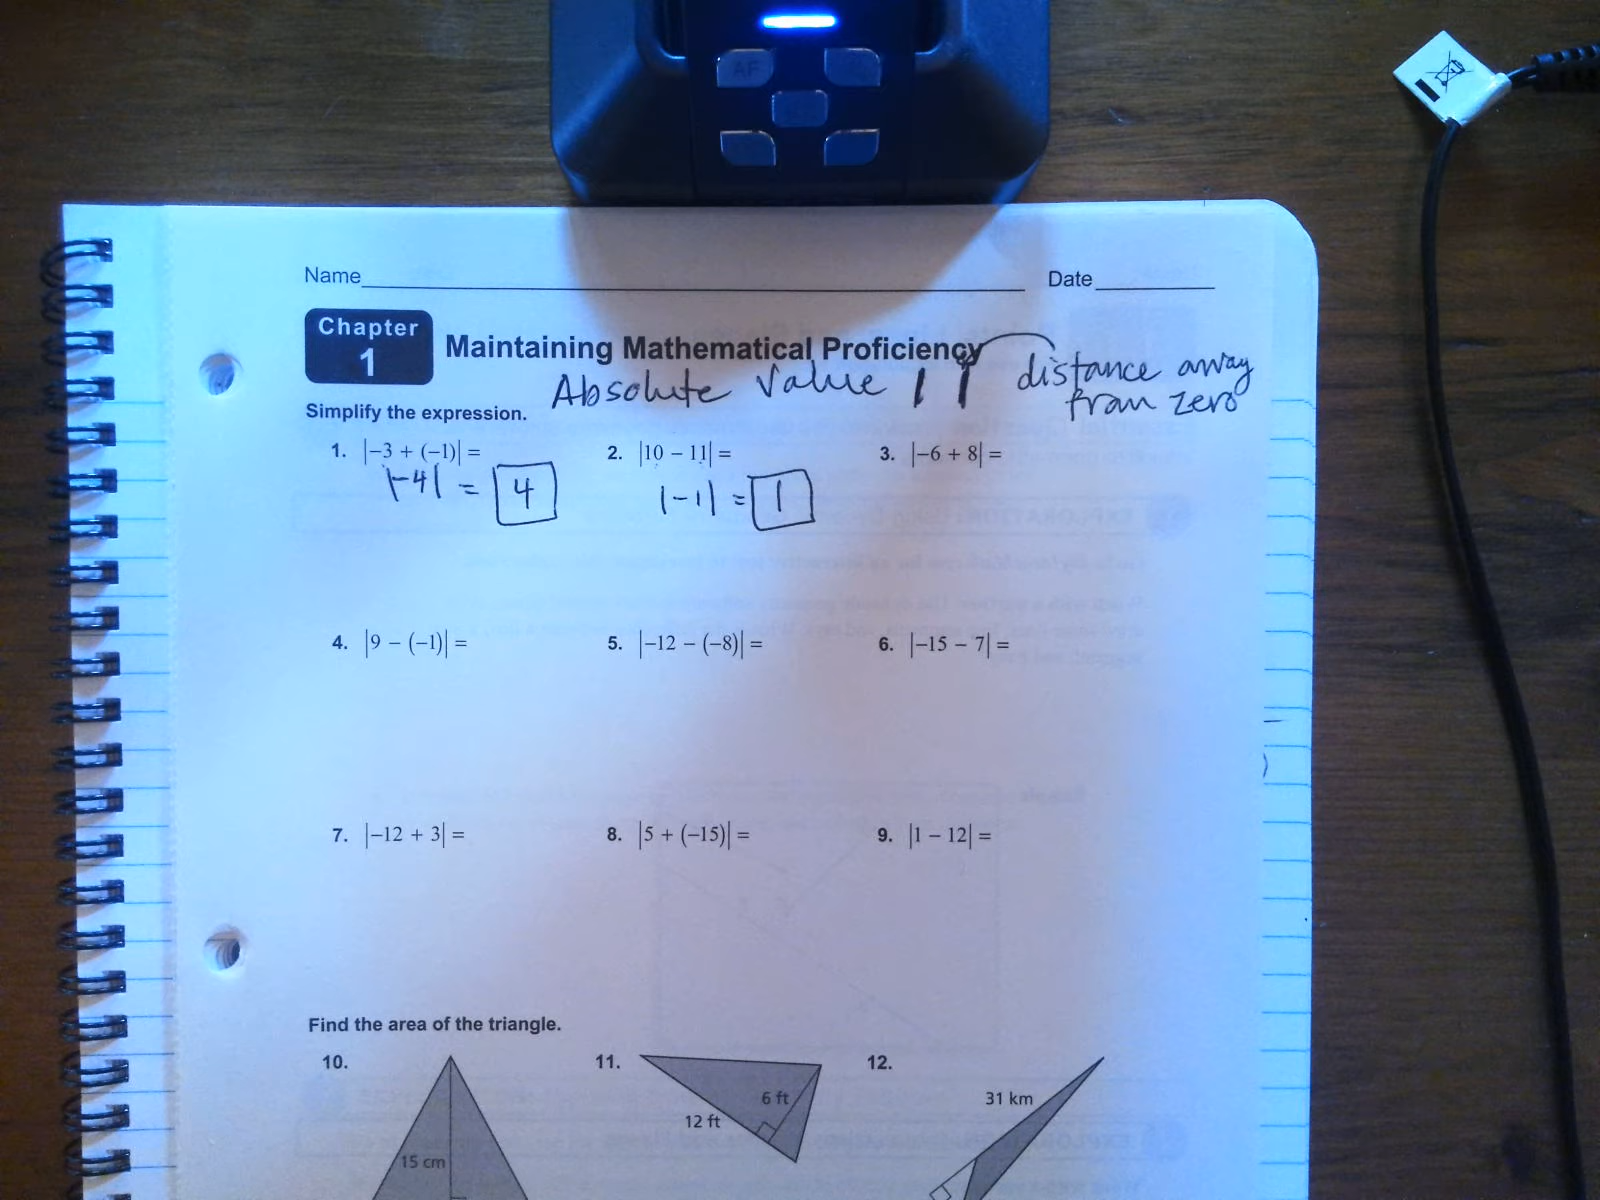 AF
Name Date
Chapter
1
Maintaining Mathematical Proficiency
Absolute Value | | distance away
from zero
Simplify the expression.
1. |−3 + (−1)| = 2. |10 − 11| = 3. |−6 + 8| =
|-4| = 4 |-1| = 1
4. |9 − (−1)| = 5. |−12 − (−8)| = 6. |−15 − 7| =
7. |−12 + 3| = 8. |5 + (−15)| = 9. |1 − 12| =
Find the area of the triangle.
10. 11. 12.
6 ft 31 km
12 ft
15 cm